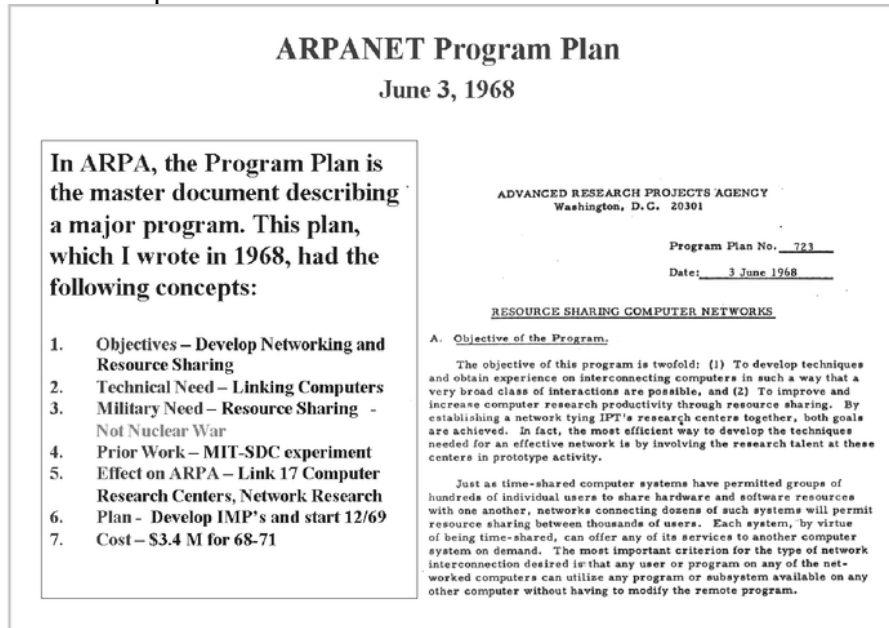 ARPANET Program Plan
June 3, 1968
In ARPA, the Program Plan is
the master document describing
a major program. This plan,
which I wrote in 1968, had the
following concepts:
1. Objectives – Develop Networking and
Resource Sharing
2. Technical Need – Linking Computers
3. Military Need – Resource Sharing -
Not Nuclear War
4. Prior Work – MIT-SDC experiment
5. Effect on ARPA – Link 17 Computer
Research Centers, Network Research
6. Plan - Develop IMP's and start 12/69
7. Cost – $3.4 M for 68-71
ADVANCED RESEARCH PROJECTS AGENCY
Washington, D.C. 20301
Program Plan No. 723
Date: 3 June 1968
RESOURCE SHARING COMPUTER NETWORKS
A. Objective of the Program.
The objective of this program is twofold: (1) To develop techniques
and obtain experience on interconnecting computers in such a way that a
very broad class of interactions are possible, and (2) To improve and
increase computer research productivity through resource sharing. By
establishing a network tying IPT's research centers together, both goals
are achieved. In fact, the most efficient way to develop the techniques
needed for an effective network is by involving the research talent at these
centers in prototype activity.
Just as time-shared computer systems have permitted groups of
hundreds of individual users to share hardware and software resources
with one another, networks connecting dozens of such systems will permit
resource sharing between thousands of users. Each system, by virtue
of being time-shared, can offer any of its services to another computer
system on demand. The most important criterion for the type of network
interconnection desired is that any user or program on any of the net-
worked computers can utilize any program or subsystem available on any
other computer without having to modify the remote program.